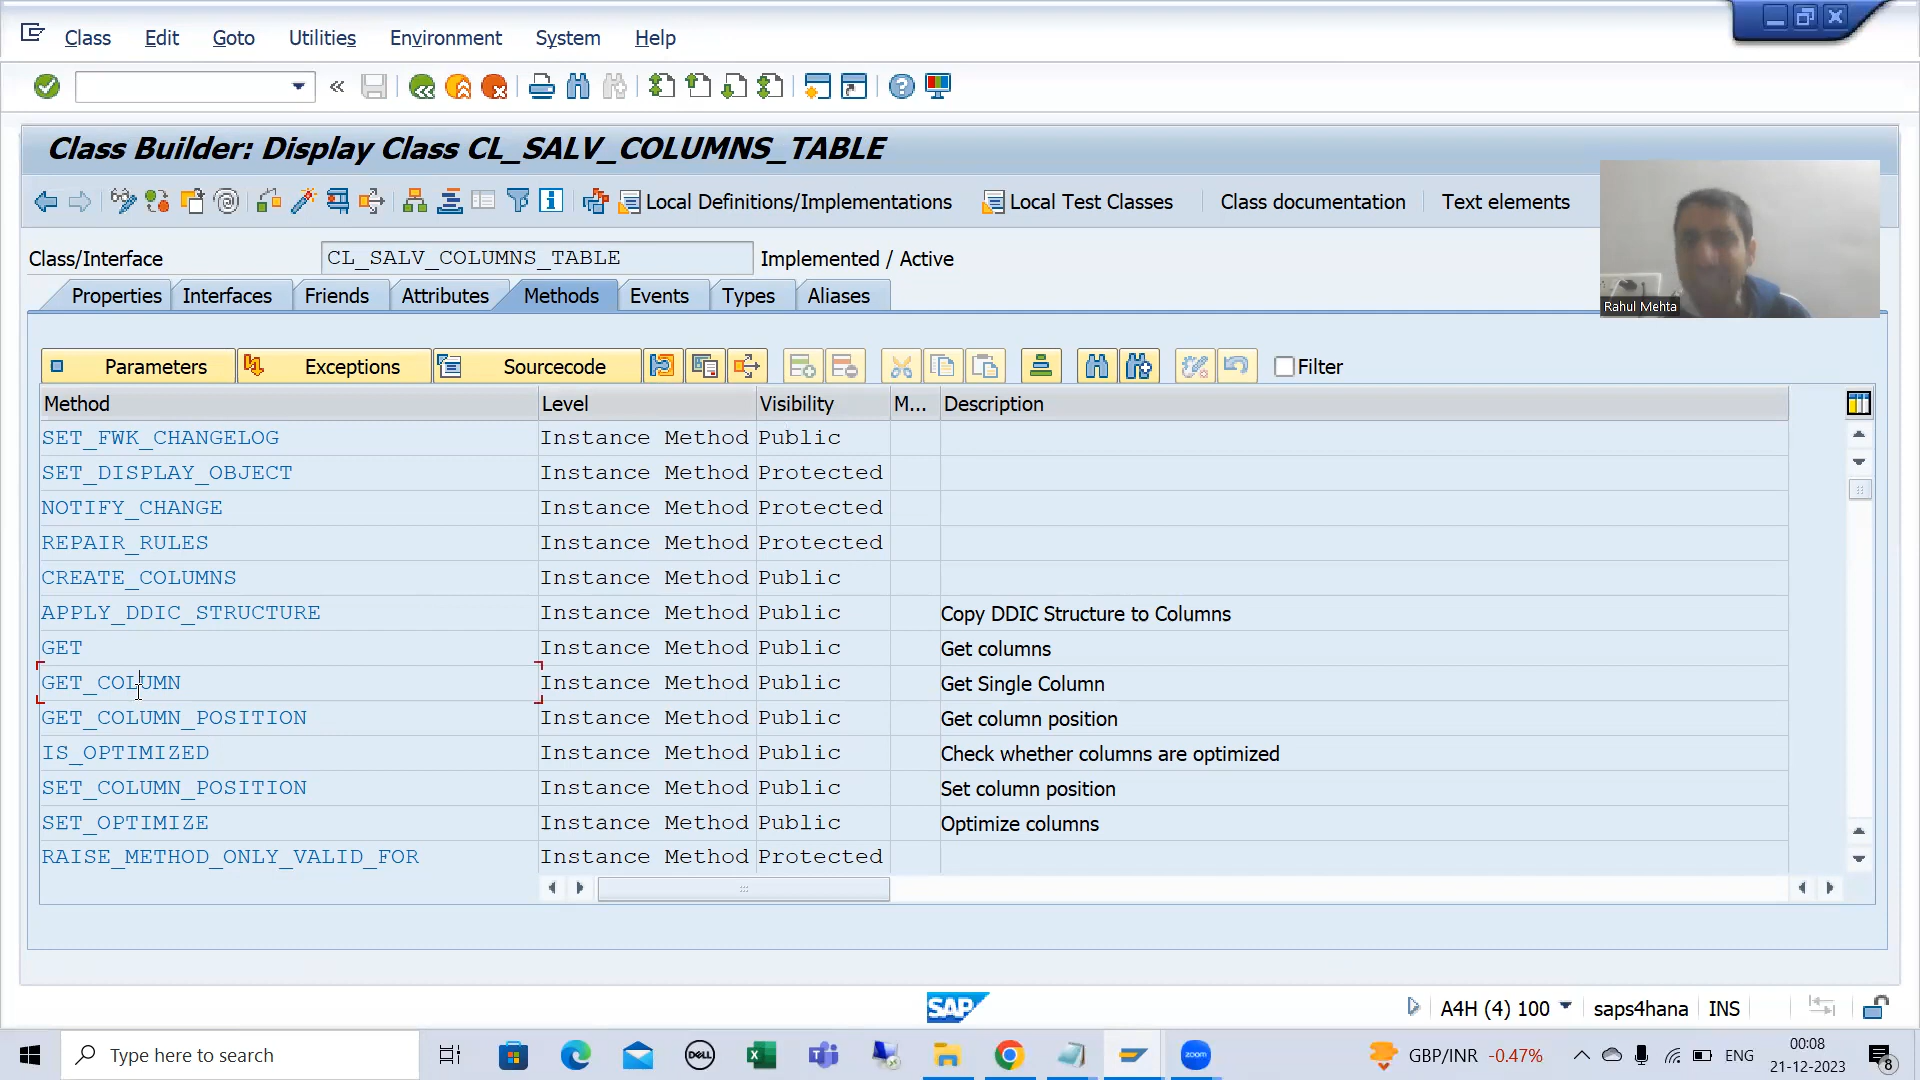 Class Edit Goto Utilities Environment System Help
Class Builder: Display Class CL_SALV_COLUMNS_TABLE
Local Definitions/Implementations Local Test Classes Class documentation Text elements
Class/Interface CL_SALV_COLUMNS_TABLE Implemented / Active
Properties Interfaces Friends Attributes Methods Events Types Aliases
Rahul Mehta
Parameters Exceptions Sourcecode Filter
Method Level Visibility M... Description
SET_FWK_CHANGELOG Instance Method Public
SET_DISPLAY_OBJECT Instance Method Protected
NOTIFY_CHANGE Instance Method Protected
REPAIR_RULES Instance Method Protected
CREATE_COLUMNS Instance Method Public
APPLY_DDIC_STRUCTURE Instance Method Public Copy DDIC Structure to Columns
GET Instance Method Public Get columns
GET_COLUMN Instance Method Public Get Single Column
GET_COLUMN_POSITION Instance Method Public Get column position
IS_OPTIMIZED Instance Method Public Check whether columns are optimized
SET_COLUMN_POSITION Instance Method Public Set column position
SET_OPTIMIZE Instance Method Public Optimize columns
RAISE_METHOD_ONLY_VALID_FOR Instance Method Protected
SAP A4H (4) 100 saps4hana INS
Type here to search DELL zoom GBP/INR -0.47% ENG 00:08
21-12-2023 8